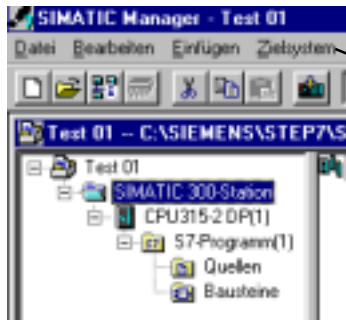 SIMATIC Manager - Test 01
Datei Bearbeiten Einfügen Zielsystem
Test 01 -- C:\SIEMENS\STEP7\S
Test 01
SIMATIC 300-Station
CPU315-2 DP(1)
S7-Programm(1)
Quellen
Bausteine